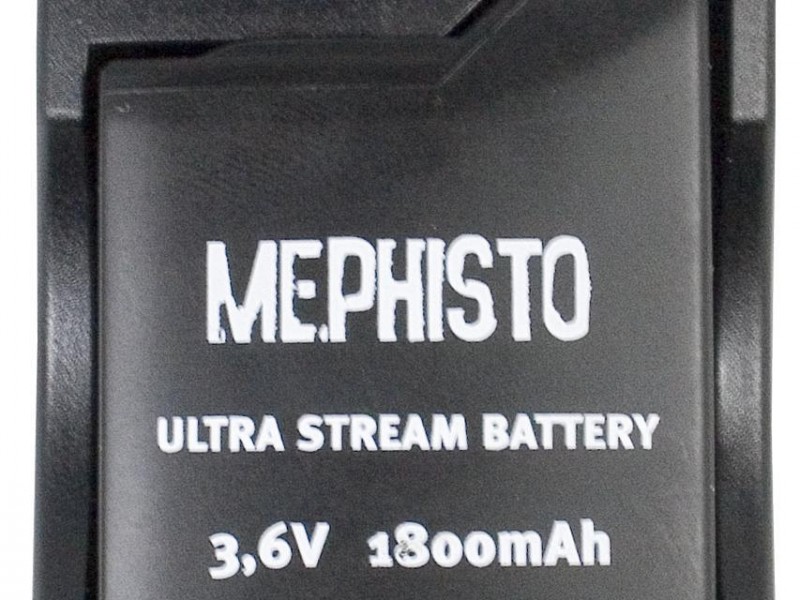 MEPHISTO
ULTRA STREAM BATTERY
3,6V 1800mAh